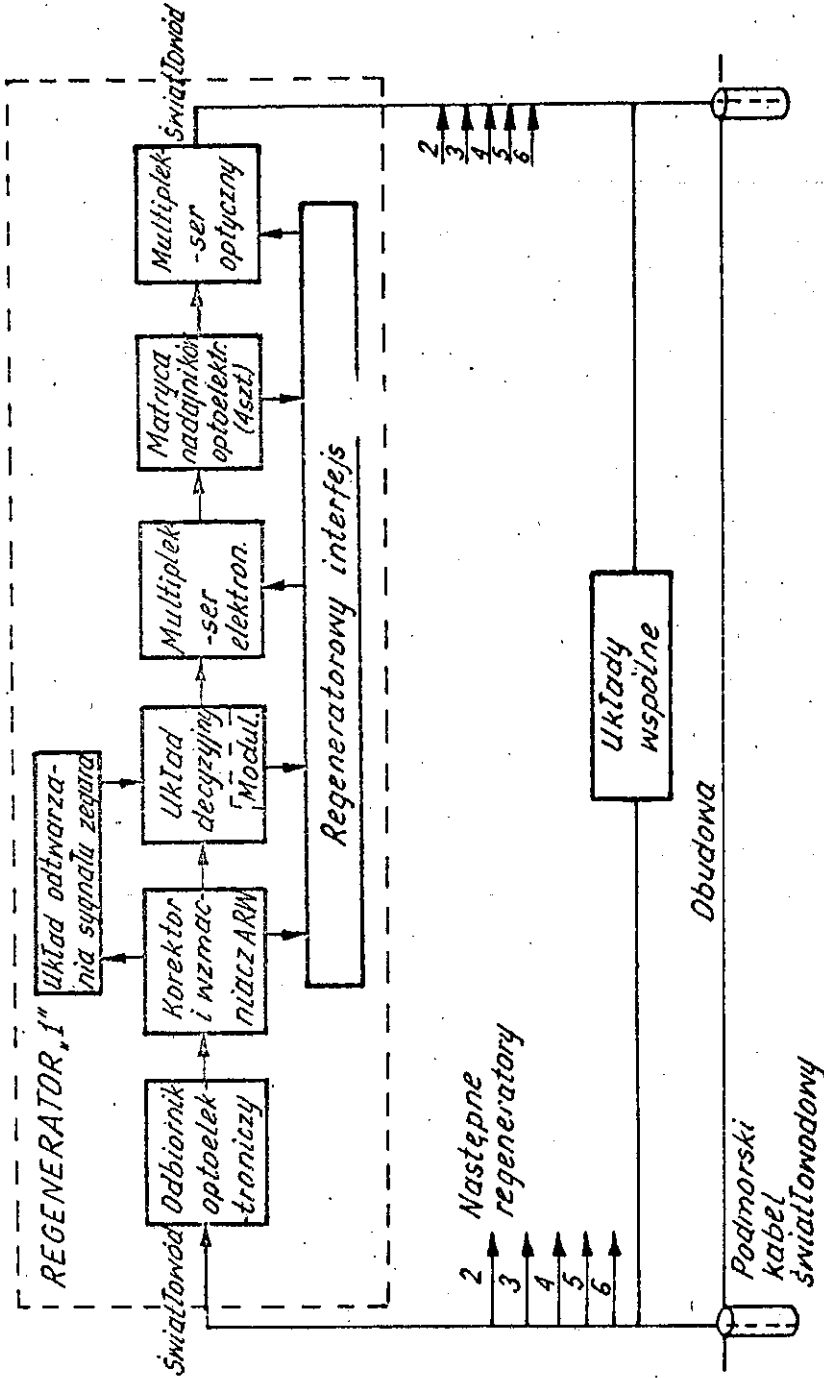 REGENERATOR „1"
Układ odtwarza-
nia sygnału zegara
Światłowód
Odbiornik
optoelek
troniczy
Korektor
i wzmac-
niacz ARW
Układ
decyzyjny
Modul.
Multiplek
-ser
elektron.
Matryca
nadajników
optoelektr.
(4szt.)
Multiplek-
-ser
optyczny
Światłowód
Regeneratorowy interfejs
2
3
4
5
6
Następne
regeneratory
2
3
4
5
6
Układy
wspólne
Obudowa
Podmorski
kabel
światłowodowy